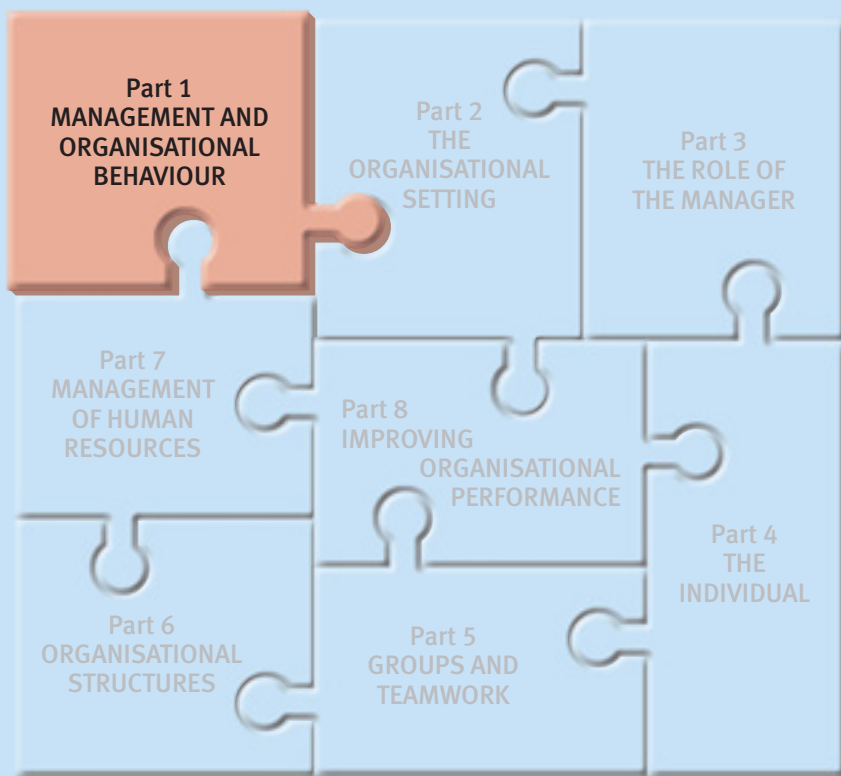 Part 1
MANAGEMENT AND
ORGANISATIONAL
BEHAVIOUR
Part 2
THE
ORGANISATIONAL
SETTING
Part 3
THE ROLE OF
THE MANAGER
Part 7
MANAGEMENT
OF HUMAN
RESOURCES
Part 8
IMPROVING
ORGANISATIONAL
PERFORMANCE
Part 4
THE
INDIVIDUAL
Part 6
ORGANISATIONAL
STRUCTURES
Part 5
GROUPS AND
TEAMWORK